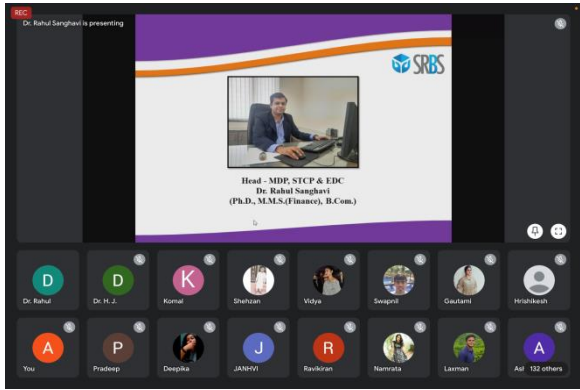 REC
Dr. Rahul Sanghavi is presenting
SRBS
Head - MDP, STCP & EDC
Dr. Rahul Sanghavi
(Ph.D., M.M.S.(Finance), B.Com.)
D
D
K
Dr. Rahul
Dr. H. J.
Komal
Shehzan
Vidya
Swapnil
Gautami
Hrishikesh
A
P
J
R
A
You
Pradeep
Deepika
JANHVI
Ravikiran
Namrata
Laxman
132 others